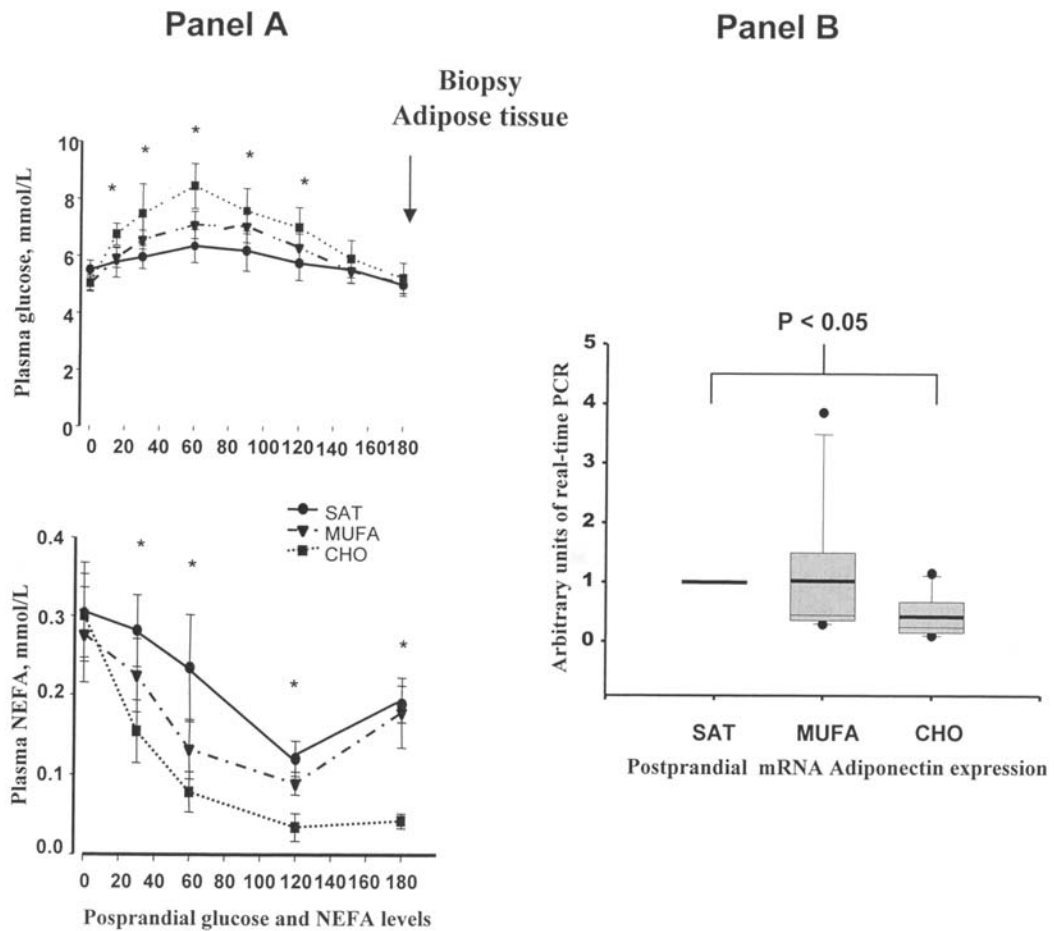 Panel A
Panel B
Biopsy
Adipose tissue
Plasma glucose, mmol/L
10
8
6
4
2
0
* * * * *
0 20 40 60 80 100 120 140 160 180
SAT
MUFA
CHO
Plasma NEFA, mmol/L
0.4
0.3
0.2
0.1
0.0
* * * *
0 20 40 60 80 100 120 140 160 180
Posprandial glucose and NEFA levels
P < 0.05
Arbitrary units of real-time PCR
5
4
3
2
1
0
SAT MUFA CHO
Postprandial mRNA Adiponectin expression